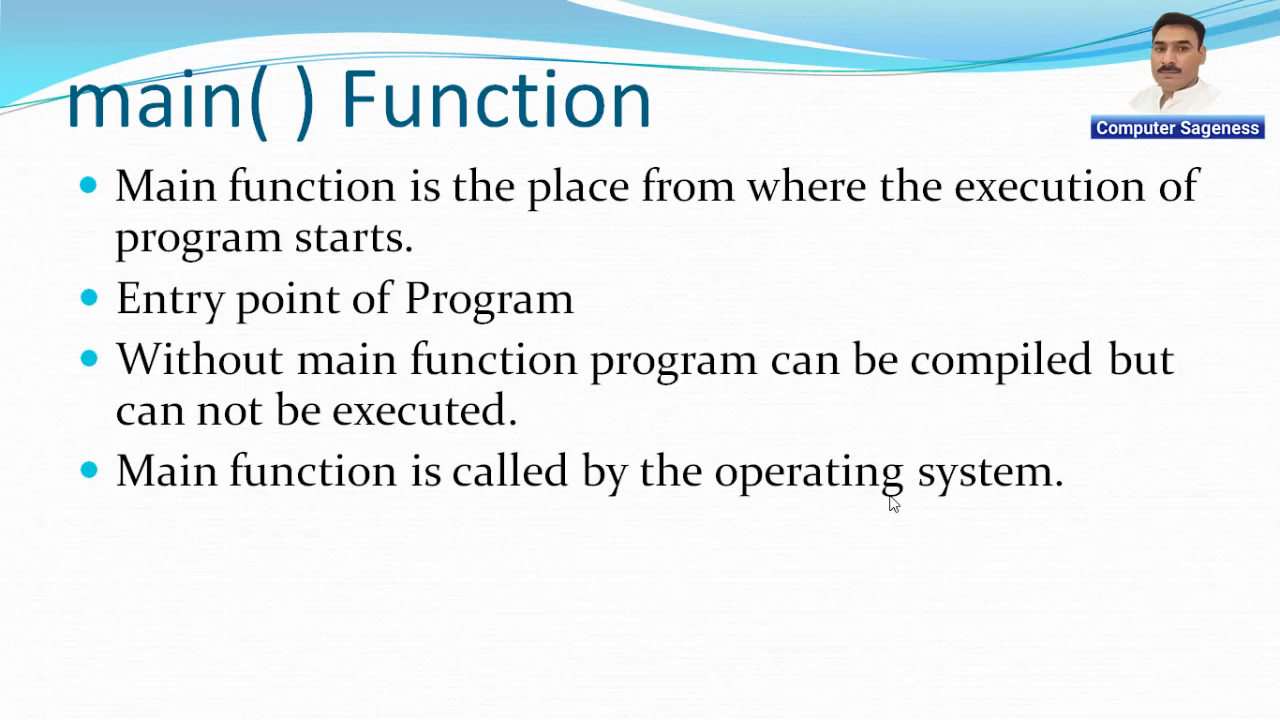 main( ) Function
Computer Sageness
Main function is the place from where the execution of
program starts.
Entry point of Program
Without main function program can be compiled but
can not be executed.
Main function is called by the operating system.